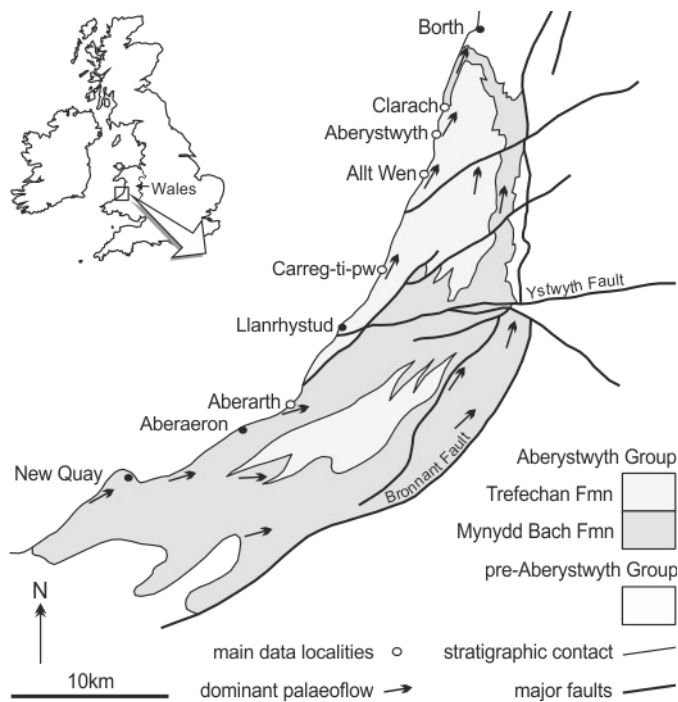 Borth
Clarach
Aberystwyth
Allt Wen
Wales
Carreg-ti-pw
Ystwyth Fault
Llanrhystud
Aberarth
Aberaeron
New Quay
Bronnant Fault
Aberystwyth Group
Trefechan Fmn
Mynydd Bach Fmn
pre-Aberystwyth Group
N
main data localities
stratigraphic contact
10km
dominant palaeoflow
major faults